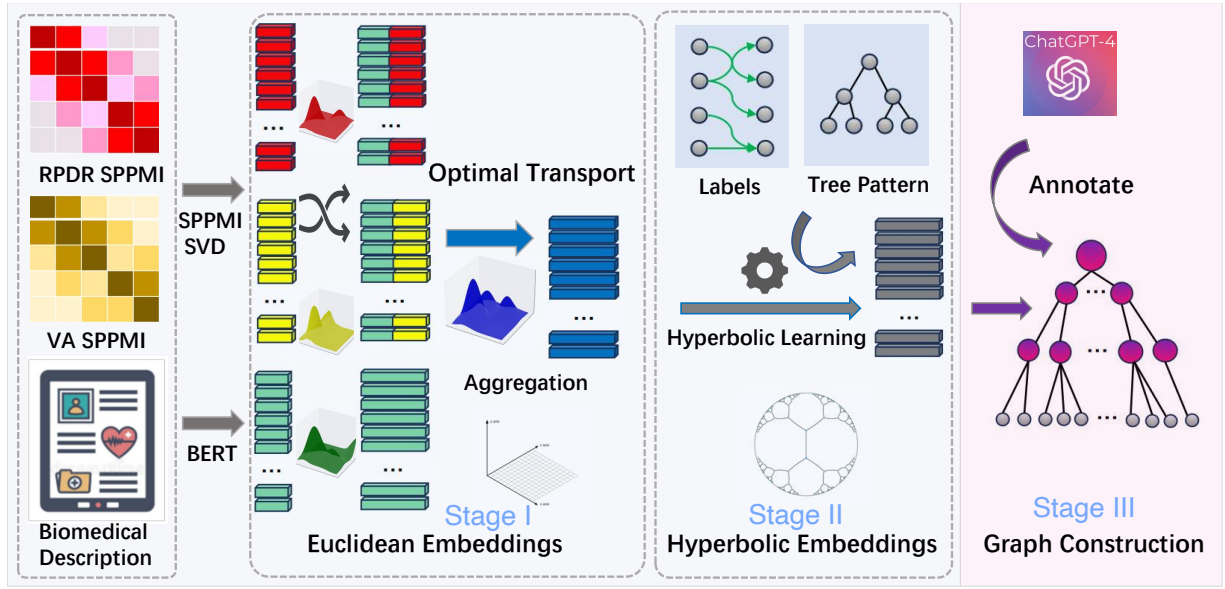 RPDR SPPMI
VA SPPMI
Biomedical
Description
SPPMI
SVD
BERT
...
...
...
...
...
...
Optimal Transport
...
Aggregation
Stage I
Euclidean Embeddings
Labels
Tree Pattern
Hyperbolic Learning
...
Stage II
Hyperbolic Embeddings
ChatGPT-4
Annotate
...
...
...
Stage III
Graph Construction